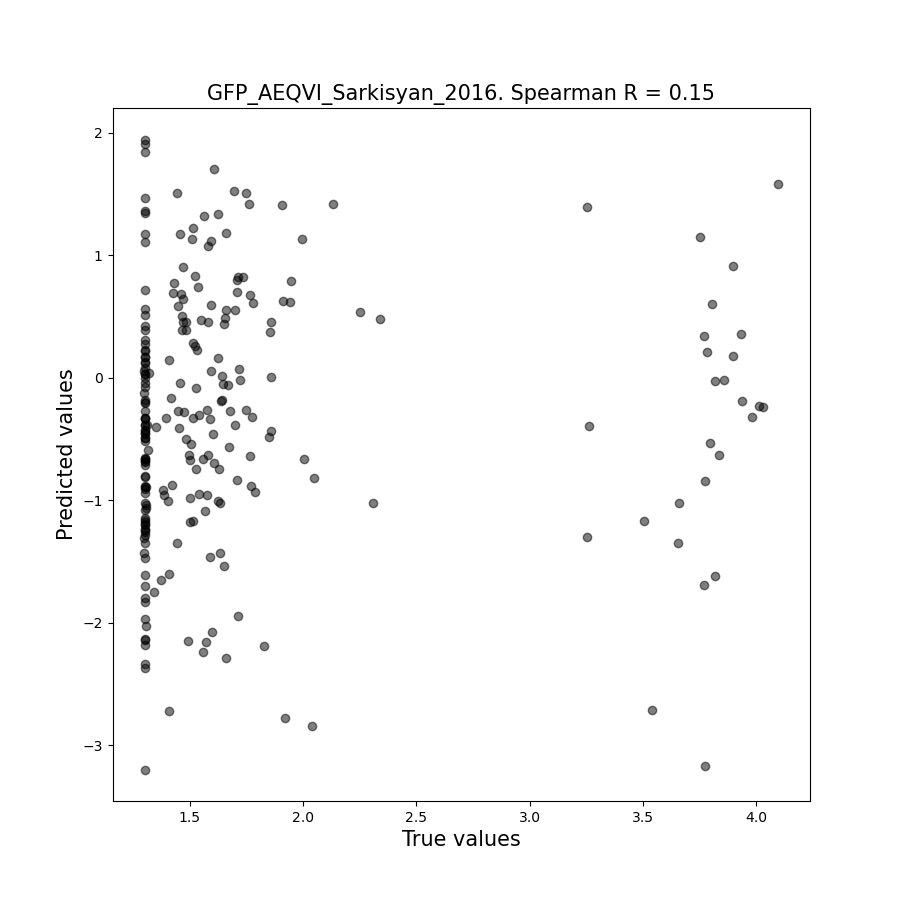 GFP_AEQVI_Sarkisyan_2016. Spearman R = 0.15
2
1
0
−1
−2
−3
Predicted values
1.5 2.0 2.5 3.0 3.5 4.0
True values